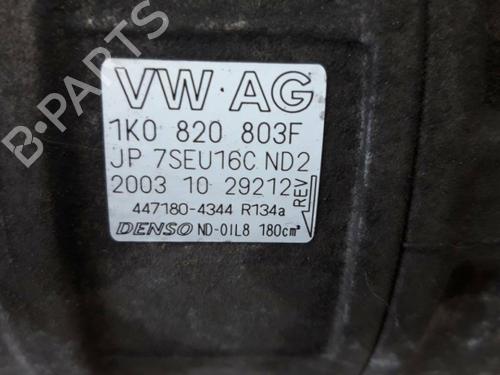 VW AG
1K0 820 803F
JP 7SEU16C ND2
2003 10 29212
REV
447180-4344 R134a
DENSO ND-OIL8 180cm³